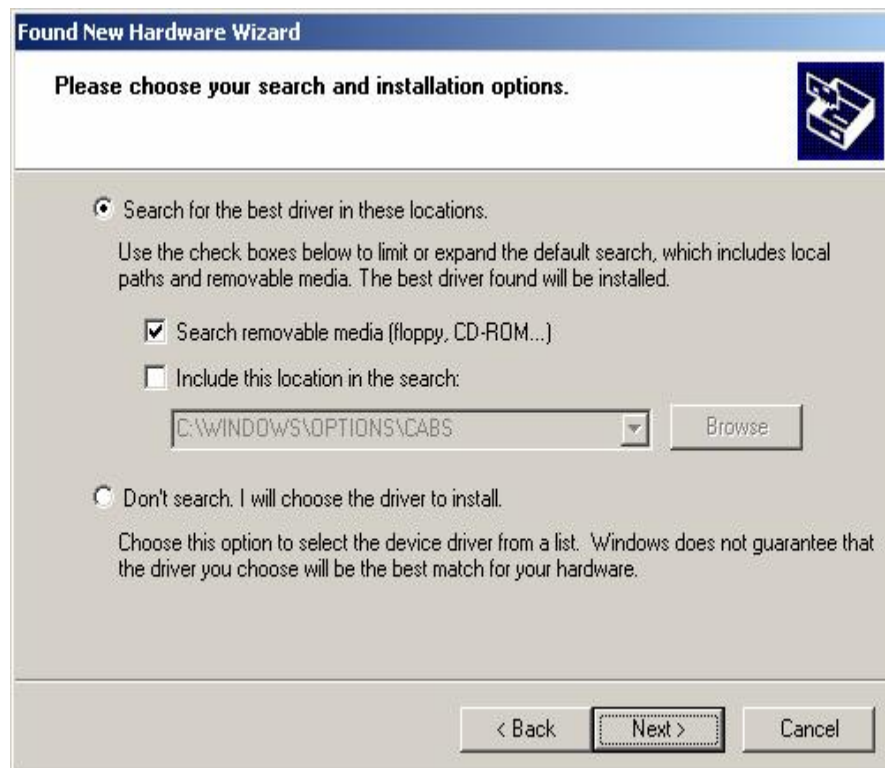 Found New Hardware Wizard
Please choose your search and installation options.
Search for the best driver in these locations.
Use the check boxes below to limit or expand the default search, which includes local
paths and removable media. The best driver found will be installed.
Search removable media (floppy, CD-ROM...)
Include this location in the search:
C:\WINDOWS\OPTIONS\CABS
Browse
Don't search. I will choose the driver to install.
Choose this option to select the device driver from a list. Windows does not guarantee that
the driver you choose will be the best match for your hardware.
< Back
Next >
Cancel